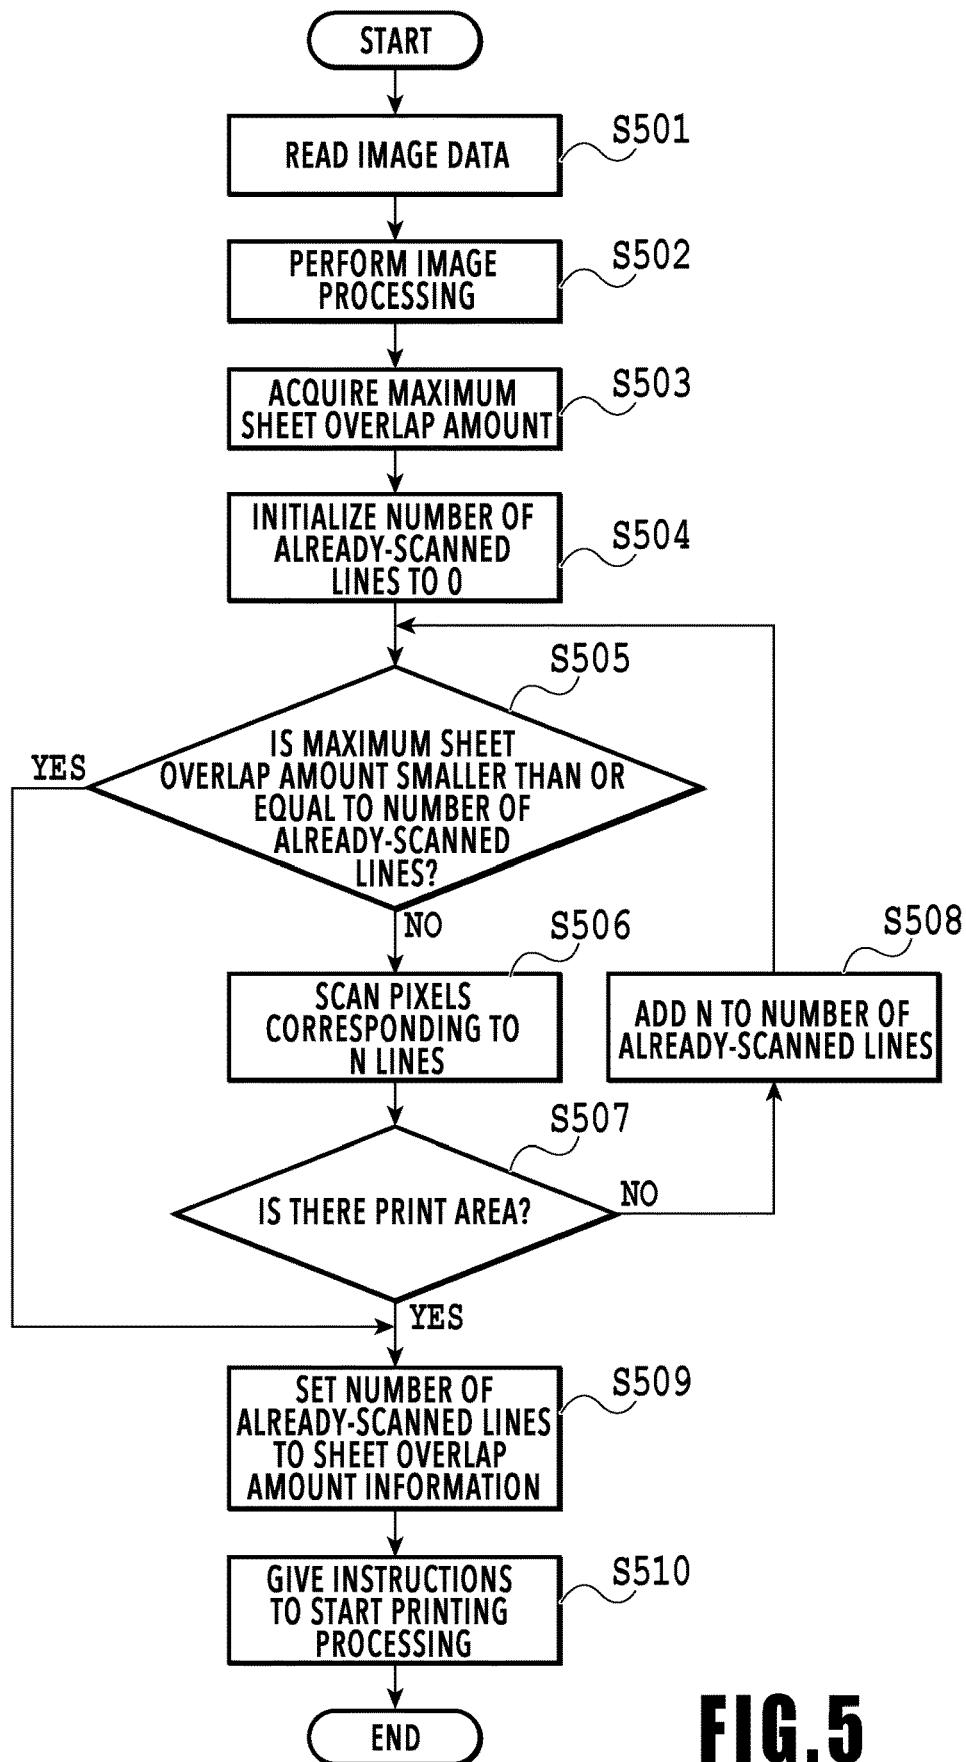 START
S501
READ IMAGE DATA
S502
PERFORM IMAGE
PROCESSING
S503
ACQUIRE MAXIMUM
SHEET OVERLAP AMOUNT
S504
INITIALIZE NUMBER OF
ALREADY-SCANNED
LINES TO 0
S505
YES
IS MAXIMUM SHEET
OVERLAP AMOUNT SMALLER THAN OR
EQUAL TO NUMBER OF
ALREADY-SCANNED
LINES?
NO
S506
SCAN PIXELS
CORRESPONDING TO
N LINES
S508
ADD N TO NUMBER OF
ALREADY-SCANNED LINES
S507
IS THERE PRINT AREA?
NO
YES
S509
SET NUMBER OF
ALREADY-SCANNED LINES
TO SHEET OVERLAP
AMOUNT INFORMATION
S510
GIVE INSTRUCTIONS
TO START PRINTING
PROCESSING
END
FIG.5